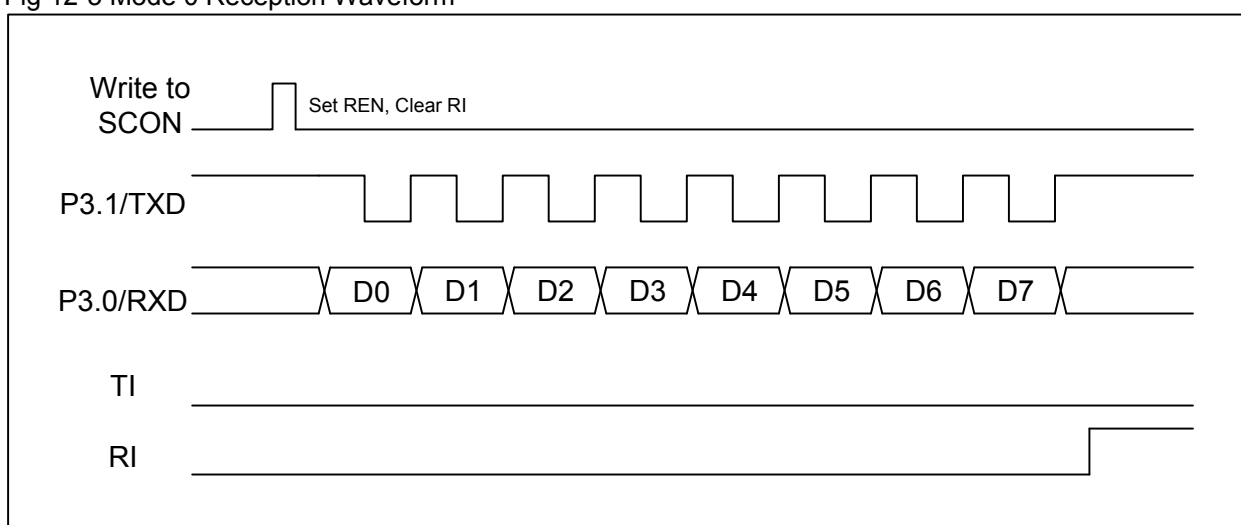 Fig 12-3 Mode 0 Reception Waveform
Write to
SCON
Set REN, Clear RI
P3.1/TXD
P3.0/RXD
D0 D1 D2 D3 D4 D5 D6 D7
TI
RI